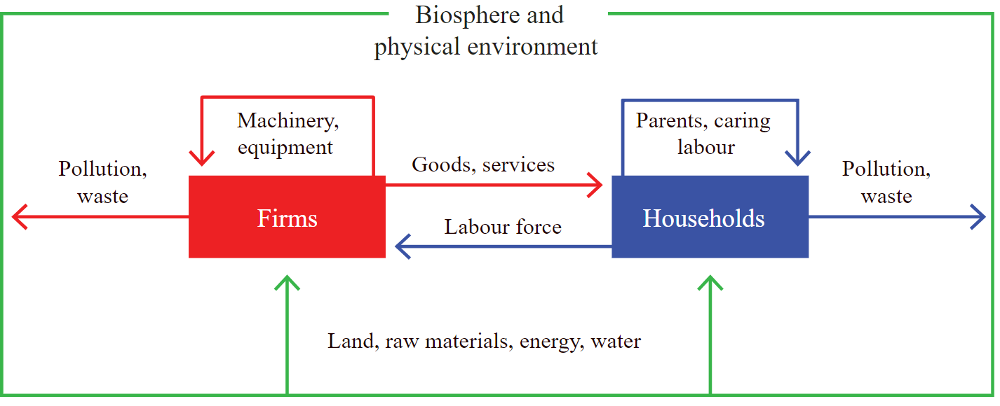 Biosphere and
physical environment
Machinery,
equipment
Parents, caring
labour
Pollution,
waste
Goods, services
Pollution,
waste
Firms
Labour force
Households
Land, raw materials, energy, water